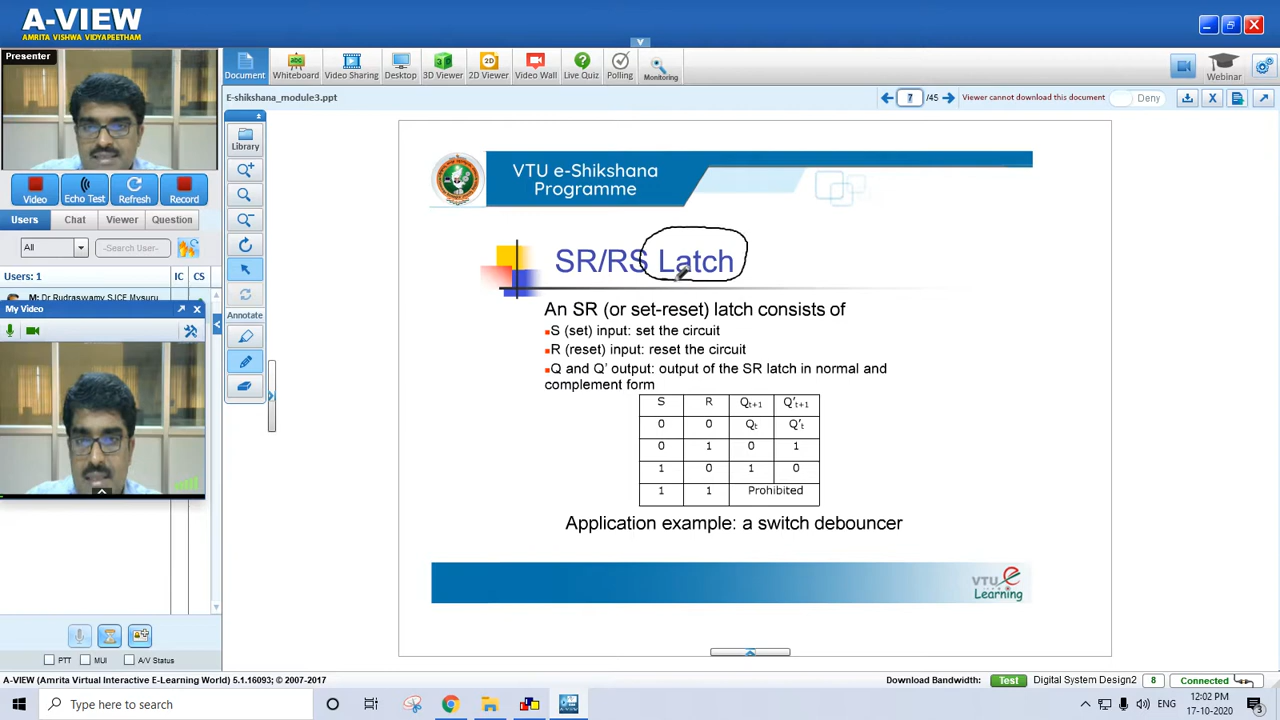 A-VIEW
AMRITA VISHWA VIDYAPEETHAM
Presenter
Document Whiteboard Video Sharing Desktop 3D Viewer 2D Viewer Video Wall Live Quiz Polling Monitoring Webinar
E-shikshana_module3.ppt
7 /45 Viewer cannot download this document Deny
Library
Video Echo Test Refresh Record
Users Chat Viewer Question
All -Search User-
Users: 1 IC CS
M: Dr Rudraswamy SJCE Mysuru
My Video
Annotate
VTU e-Shikshana
Programme
SR/RS Latch
An SR (or set-reset) latch consists of
S (set) input: set the circuit
R (reset) input: reset the circuit
Q and Q' output: output of the SR latch in normal and
complement form
S R Qt+1 Q't+1
0 0 Qt Q't
0 1 0 1
1 0 1 0
1 1 Prohibited
Application example: a switch debouncer
VTU e
Learning
PTT MUI A/V Status
A-VIEW (Amrita Virtual Interactive E-Learning World) 5.1.16093; © 2007-2017
Download Bandwidth: Test Digital System Design2 8 Connected
Type here to search
ENG
12:02 PM
17-10-2020
3